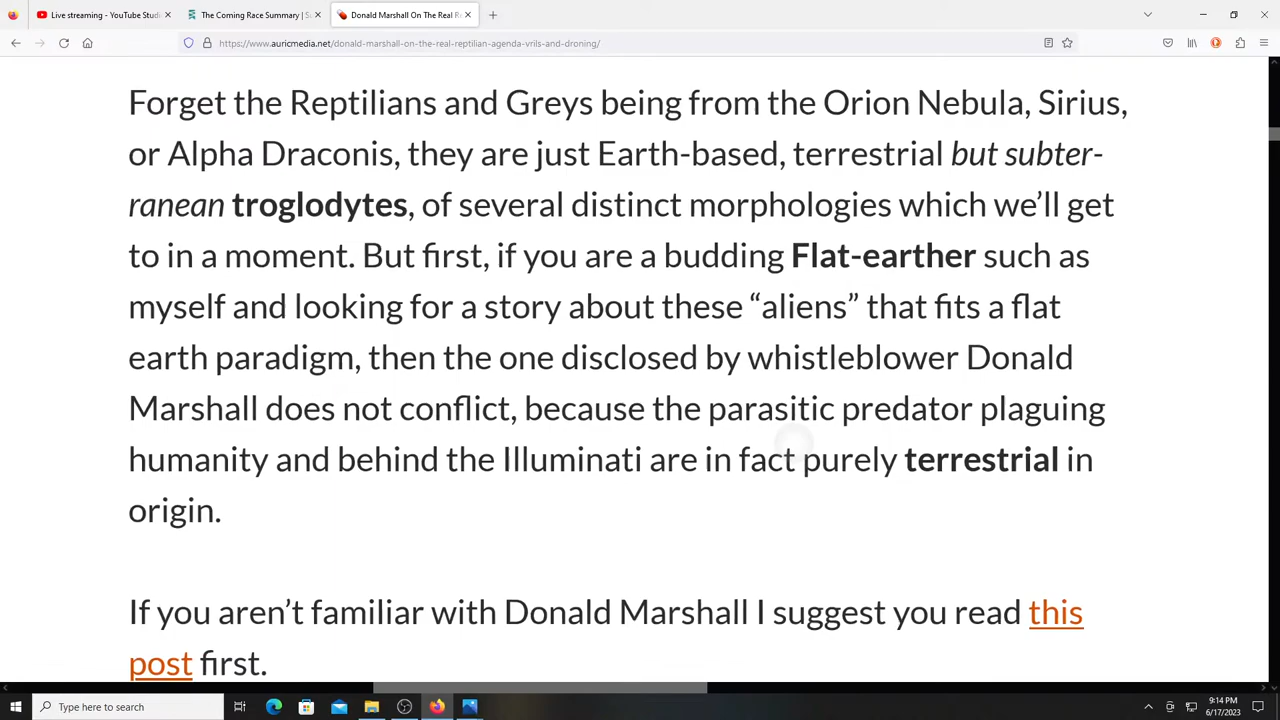 Live streaming - YouTube Studi
The Coming Race Summary | Su
Donald Marshall On The Real Re
https://www.auricmedia.net/donald-marshall-on-the-real-reptilian-agenda-vrils-and-droning/
Forget the Reptilians and Greys being from the Orion Nebula, Sirius,
or Alpha Draconis, they are just Earth-based, terrestrial but subter-
ranean troglodytes, of several distinct morphologies which we’ll get
to in a moment. But first, if you are a budding Flat-earther such as
myself and looking for a story about these “aliens” that fits a flat
earth paradigm, then the one disclosed by whistleblower Donald
Marshall does not conflict, because the parasitic predator plaguing
humanity and behind the Illuminati are in fact purely terrestrial in
origin.
If you aren’t familiar with Donald Marshall I suggest you read this
post first.
Type here to search
9:14 PM
6/17/2023